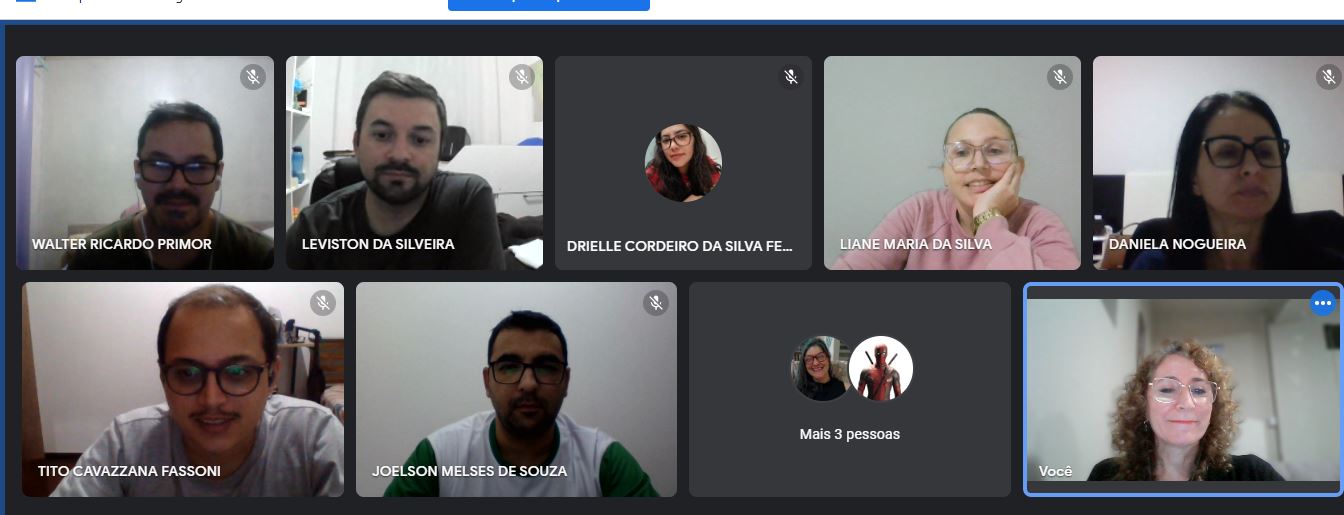 WALTER RICARDO PRIMOR
LEVISTON DA SILVEIRA
DRIELLE CORDEIRO DA SILVA FE...
LIANE MARIA DA SILVA
DANIELA NOGUEIRA
TITO CAVAZZANA FASSONI
JOELSON MELSES DE SOUZA
Mais 3 pessoas
Você